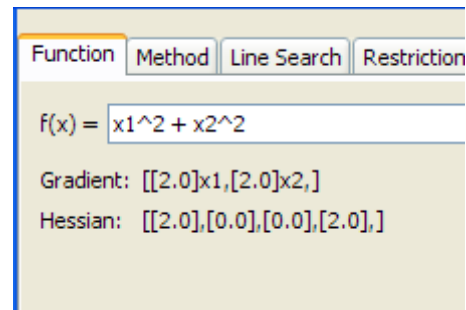 Function Method Line Search Restriction
f(x) = x1^2 + x2^2
Gradient: [[2.0]x1,[2.0]x2,]
Hessian: [[2.0],[0.0],[0.0],[2.0],]